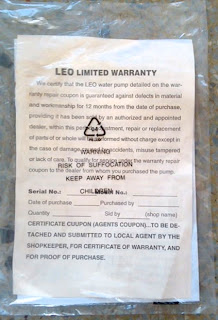 LEO LIMITED WARRANTY
We certify that the LEO water pump detailed on the war-
ranty repair coupon is guaranteed against defects in material
and workmanship for 12 months from the date of purchase,
providing it has been sold by an authorized and appointed
dealer, within this period, treatment, repair or replacement
of parts or whole will be performed without charge except in
the case of damage caused by accidents, misuse tampered
or lack of care. To qualify for service under the warranty repair
coupon to the dealer from whom you purchased the pump.
WARNING
RISK OF SUFFOCATION
KEEP AWAY FROM
CHILDREN
Serial No.: Model No.:
Date of purchase Purchased by
Quantity Sld by (shop name)
CERTIFICATE CUUPON (AGENTS COUPON)...TO BE DE-
TACHED AND SUBMITTED TO LOCAL AGENT BY THE
SHOPKEEPER, FOR CERTIFICATE OF WARRANTY, AND
FOR PROOF OF PURCHASE.